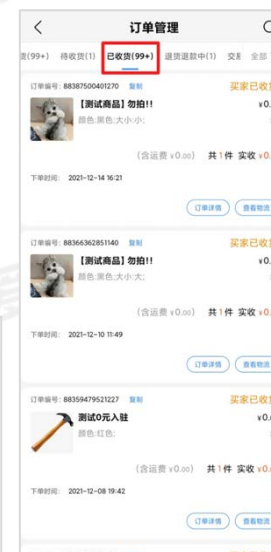 订单管理
(99+) 待收货(1) 已收货(99+) 退货退款中(1) 交易 全部
订单编号: 88387500401270 复制 买家已收
【测试商品】勿拍!! ¥0.
颜色:黑色;大小:小;
(含运费 ¥0.00) 共1件 实收 ¥0.
下单时间: 2021-12-14 16:21
订单详情 查看物流
订单编号: 88366362851140 复制 买家已收
【测试商品】勿拍!! ¥0.
颜色:黑色;大小:大;
(含运费 ¥0.00) 共1件 实收 ¥0.
下单时间: 2021-12-10 11:49
订单详情 查看物流
订单编号: 88359479521227 复制 买家已收
测试0元入驻 ¥0.
颜色:红色;
(含运费 ¥0.00) 共1件 实收 ¥0.
下单时间: 2021-12-08 19:42
订单详情 查看物流